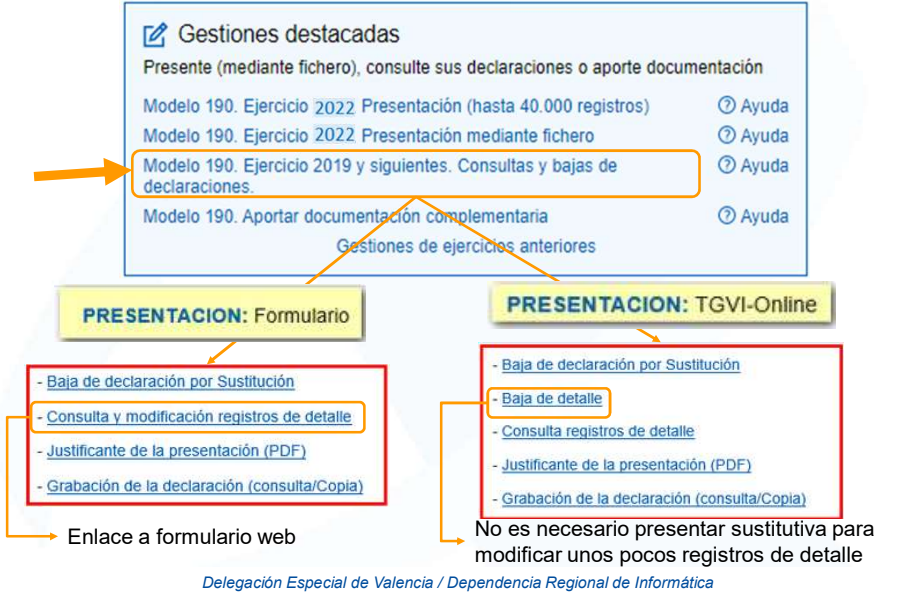 Gestiones destacadas
Presente (mediante fichero), consulte sus declaraciones o aporte documentación
Modelo 190. Ejercicio 2022 Presentación (hasta 40.000 registros) Ayuda
Modelo 190. Ejercicio 2022 Presentación mediante fichero Ayuda
Modelo 190. Ejercicio 2019 y siguientes. Consultas y bajas de Ayuda
declaraciones.
Modelo 190. Aportar documentación complementaria Ayuda
Gestiones de ejercicios anteriores
PRESENTACION: Formulario
- Baja de declaración por Sustitución
- Consulta y modificación registros de detalle
- Justificante de la presentación (PDF)
- Grabación de la declaración (consulta/Copia)
Enlace a formulario web
PRESENTACION: TGVI-Online
- Baja de declaración por Sustitución
- Baja de detalle
- Consulta registros de detalle
- Justificante de la presentación (PDF)
- Grabación de la declaración (consulta/Copia)
No es necesario presentar sustitutiva para
modificar unos pocos registros de detalle
Delegación Especial de Valencia / Dependencia Regional de Informática